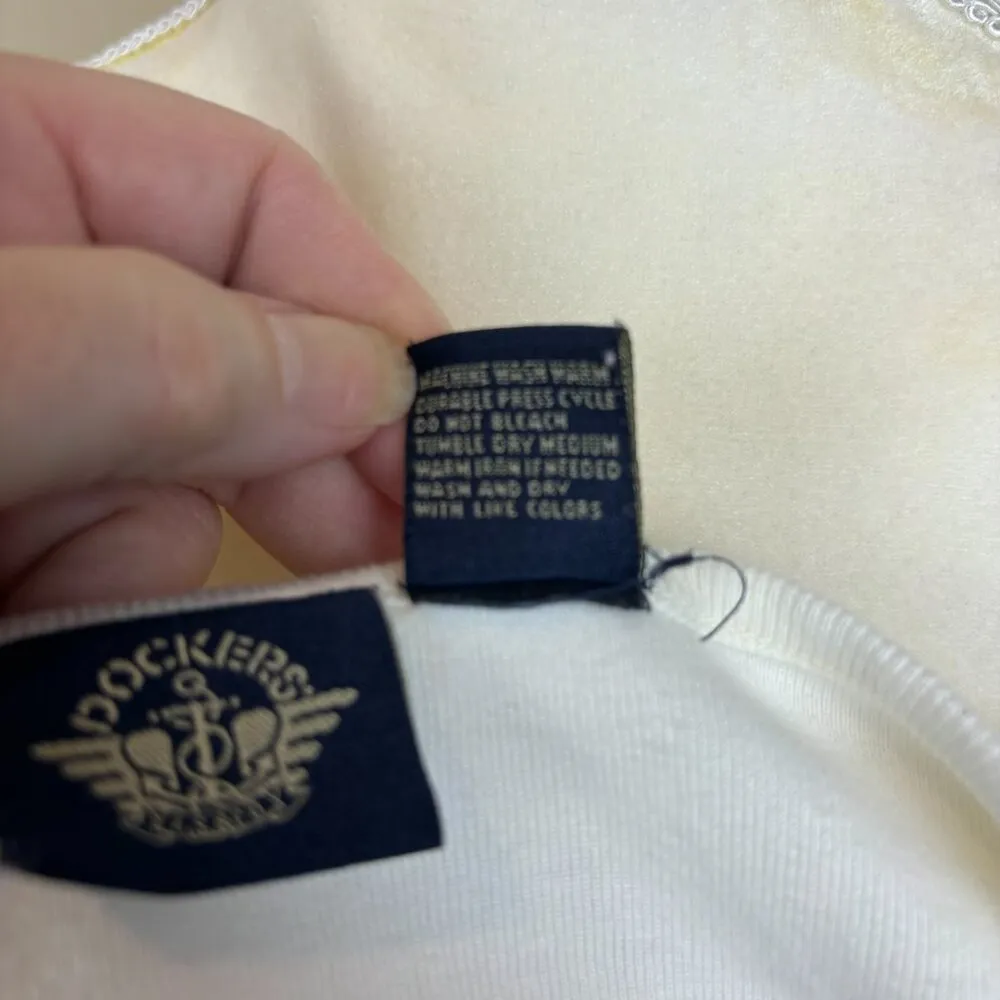 MACHINE WASH WARM
DURABLE PRESS CYCLE
DO NOT BLEACH
TUMBLE DRY MEDIUM
WARM IRON IF NEEDED
WASH AND DRY
WITH LIKE COLORS
DOCKERS